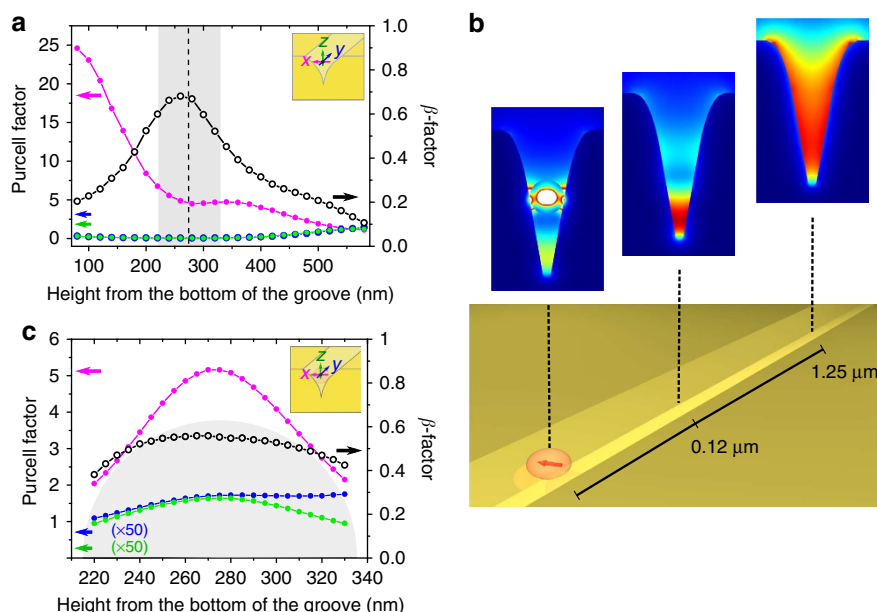 a
25
20
15
10
5
0
Purcell factor
1.0
0.8
0.6
0.4
0.2
0.0
β-factor
z
y
x
100
200
300
400
500
Height from the bottom of the groove (nm)
b
1.25 μm
0.12 μm
c
6
5
4
3
2
1
Purcell factor
1
0.8
0.6
0.4
0.2
0.0
β-factor
z
y
x
(×50)
(×50)
220
240
260
280
300
320
340
Height from the bottom of the groove (nm)